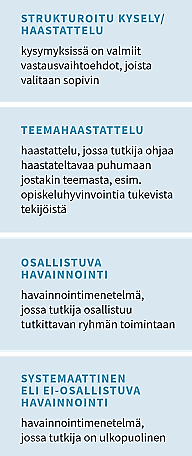 STRUKTUROITU KYSELY/
HAASTATTELU
kysymyksissä on valmiit
vastausvaihtoehdot, joista
valitaan sopivin
TEEMAHAASTATTELU
haastattelu, jossa tutkija ohjaa
haastateltavaa puhumaan
jostakin teemasta, esim.
opiskeluhyvinvointia tukevista
tekijöistä
OSALLISTUVA
HAVAINNOINTI
havainnointimenetelmä,
jossa tutkija osallistuu
tutkittavan ryhmän toimintaan
SYSTEMAATTINEN
ELI EI-OSALLISTUVA
HAVAINNOINTI
havainnointimenetelmä,
jossa tutkija on ulkopuolinen